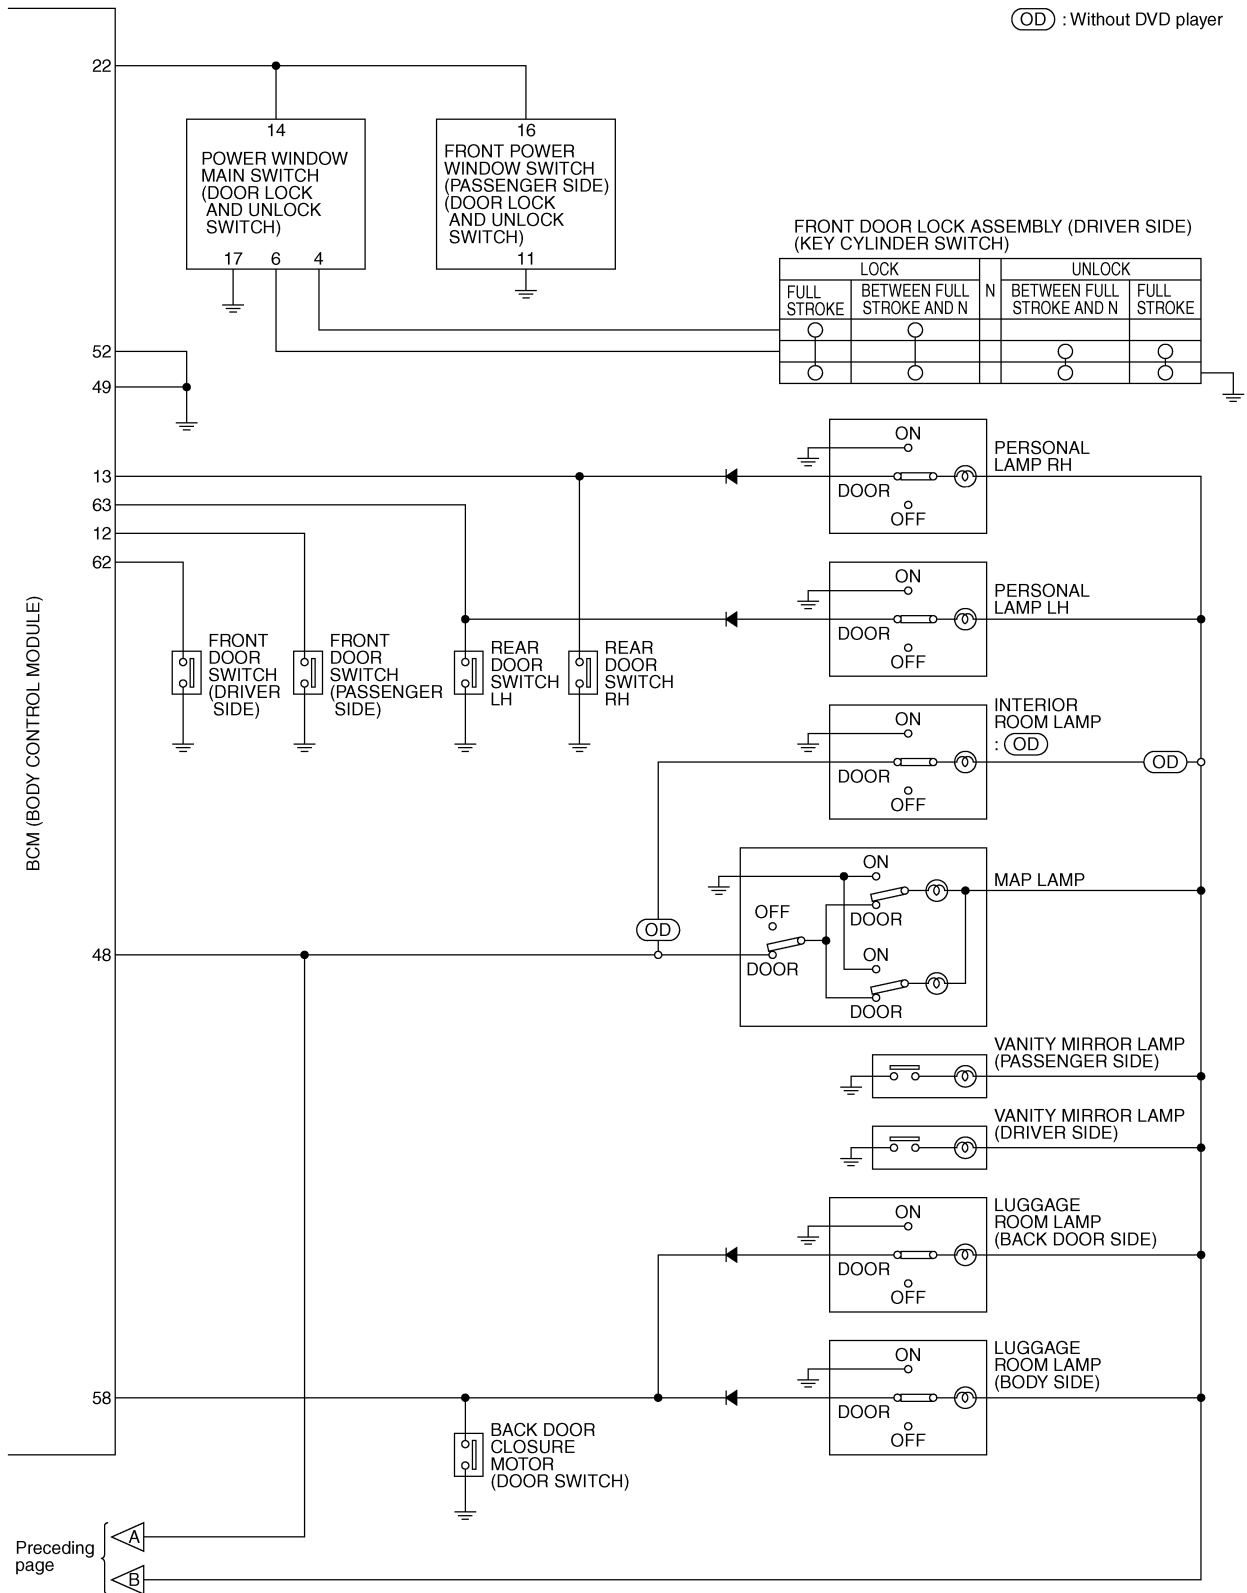 OD : Without DVD player
22
14
POWER WINDOW
MAIN SWITCH
(DOOR LOCK
AND UNLOCK
SWITCH)
17 6 4
16
FRONT POWER
WINDOW SWITCH
(PASSENGER SIDE)
(DOOR LOCK
AND UNLOCK
SWITCH)
11
FRONT DOOR LOCK ASSEMBLY (DRIVER SIDE)
(KEY CYLINDER SWITCH)
LOCK
N
UNLOCK
FULL
STROKE
BETWEEN FULL
STROKE AND N
BETWEEN FULL
STROKE AND N
FULL
STROKE
52
49
13
63
12
62
BCM (BODY CONTROL MODULE)
FRONT
DOOR
SWITCH
(DRIVER
SIDE)
FRONT
DOOR
SWITCH
(PASSENGER
SIDE)
REAR
DOOR
SWITCH
LH
REAR
DOOR
SWITCH
RH
ON
DOOR
OFF
PERSONAL
LAMP RH
ON
DOOR
OFF
PERSONAL
LAMP LH
ON
DOOR
OFF
INTERIOR
ROOM LAMP
: OD
OD
ON
DOOR
OFF
DOOR
ON
DOOR
MAP LAMP
OD
48
VANITY MIRROR LAMP
(PASSENGER SIDE)
VANITY MIRROR LAMP
(DRIVER SIDE)
ON
DOOR
OFF
LUGGAGE
ROOM LAMP
(BACK DOOR SIDE)
ON
DOOR
OFF
LUGGAGE
ROOM LAMP
(BODY SIDE)
58
BACK DOOR
CLOSURE
MOTOR
(DOOR SWITCH)
Preceding
page
A
B